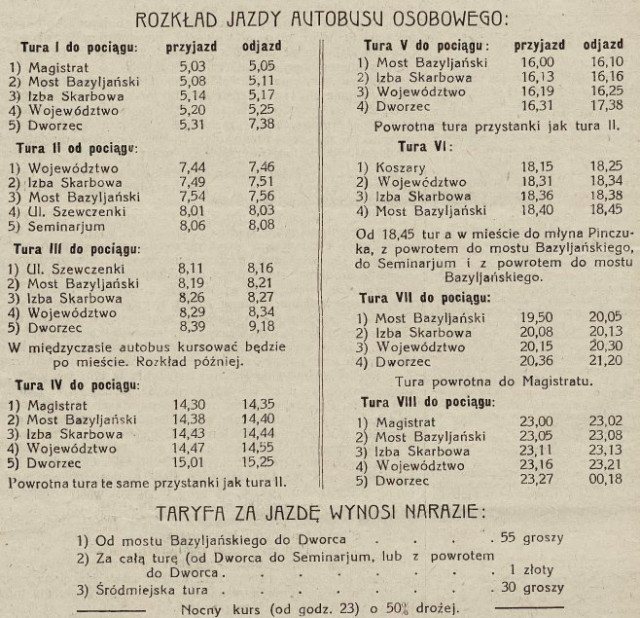 ROZKŁAD JAZDY AUTOBUSU OSOBOWEGO:
Tura I do pociągu: przyjazd odjazd
1) Magistrat 5,03 5,05
2) Most Bazyljański 5,08 5,11
3) Izba Skarbowa 5,14 5,17
4) Województwo 5,20 5,25
5) Dworzec 5,31 7,38
Tura II od pociągu:
1) Województwo 7,44 7,46
2) Izba Skarbowa 7,49 7,51
3) Most Bazyljański 7,54 7,56
4) Ul. Szewczenki 8,01 8,03
5) Seminarjum 8,06 8,08
Tura III do pociągu:
1) Ul. Szewczenki 8,11 8,16
2) Most Bazyljański 8,19 8,21
3) Izba Skarbowa 8,26 8,27
4) Województwo 8,29 8,34
5) Dworzec 8,39 9,18
W międzyczasie autobus kursować będzie
po mieście. Rozkład później.
Tura IV do pociągu:
1) Magistrat 14,30 14,35
2) Most Bazyljański 14,38 14,40
3) Izba Skarbowa 14,43 14,44
4) Województwo 14,47 14,55
5) Dworzec 15,01 15,25
Powrotna tura te same przystanki jak tura II.
Tura V do pociągu: przyjazd odjazd
1) Most Bazyljański 16,00 16,10
2) Izba Skarbowa 16,13 16,16
3) Województwo 16,19 16,25
4) Dworzec 16,31 17,38
Powrotna tura przystanki jak tura II.
Tura VI:
1) Koszary 18,15 18,25
2) Województwo 18,31 18,34
3) Izba Skarbowa 18,36 18,38
4) Most Bazyljański 18,40 18,45
Od 18,45 tur a w mieście do młyna Pinczu-
ka, z powrotem do mostu Bazyljańskiego,
do Seminarjum i z powrotem do mostu
Bazyljańskiego.
Tura VII do pociągu:
1) Most Bazyljański 19,50 20,05
2) Izba Skarbowa 20,08 20,13
3) Województwo 20,15 20,30
4) Dworzec 20,36 21,20
Tura powrotna do Magistratu.
Tura VIII do pociągu:
1) Magistrat 23,00 23,02
2) Most Bazyljański 23,05 23,08
3) Izba Skarbowa 23,11 23,13
4) Województwo 23,16 23,21
5) Dworzec 23,27 00,18
TARYFA ZA JAZDĘ WYNOSI NARAZIE:
1) Od mostu Bazyljańskiego do Dworca . . . . 55 groszy
2) Za całą turę (od Dworca do Seminarjum, lub z powrotem
do Dworca . . . . . . . 1 złoty
3) Śródmiejska tura . . . . . . . 30 groszy
Nocny kurs (od godz. 23) o 50% drożej.